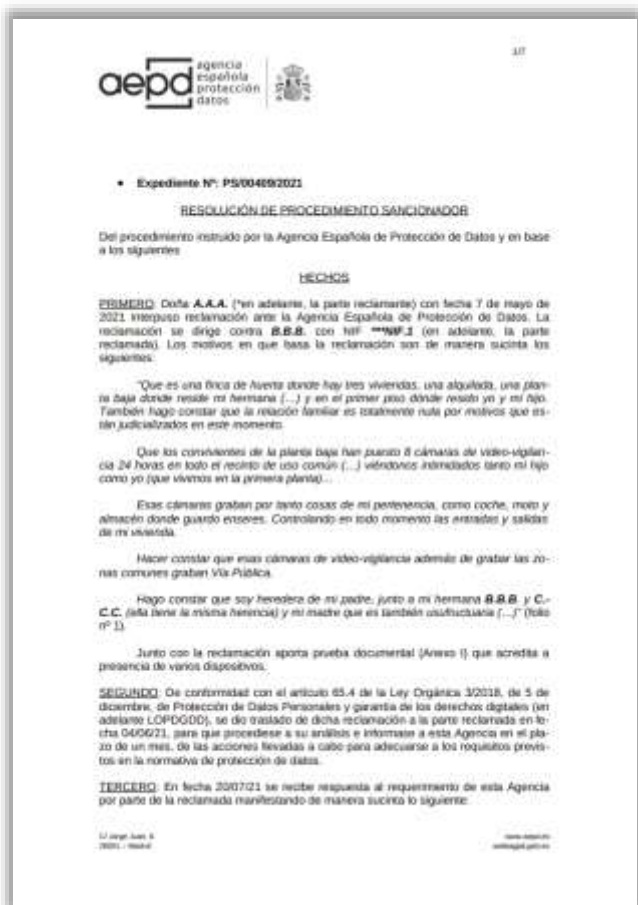 1/7
aepd
agencia
española
protección
datos
• Expediente Nº: PS/00409/2021
RESOLUCIÓN DE PROCEDIMIENTO SANCIONADOR
Del procedimiento instruido por la Agencia Española de Protección de Datos y en base
a los siguientes
HECHOS
PRIMERO: Doña A.A.A. (*en adelante, la parte reclamante) con fecha 7 de mayo de
2021 interpuso reclamación ante la Agencia Española de Protección de Datos. La
reclamación se dirige contra B.B.B. con NIF ***NIF.1 (en adelante, la parte
reclamada). Los motivos en que basa la reclamación son de manera sucinta los
siguientes:
"Que es una finca de huerta donde hay tres viviendas, una alquilada, una plan-
ta baja donde reside mi hermana (…) y en el primer piso dónde resido yo y mi hijo.
También hago constar que la relación familiar es totalmente nula por motivos que es-
tán judicializados en este momento.
Que los convivientes de la planta baja han puesto 8 cámaras de video-vigilan-
cia 24 horas en todo el recinto de uso común (…) viéndonos intimidados tanto mi hijo
como yo (que vivimos en la primera planta)…
Esas cámaras graban por tanto cosas de mi pertenencia, como coche, moto y
almacén donde guardo enseres. Controlando en todo momento las entradas y salidas
de mi vivienda.
Hacer constar que esas cámaras de video-vigilancia además de grabar las zo-
nas comunes graban Vía Pública.
Hago constar que soy heredera de mi padre, junto a mi hermana B.B.B. y C.-
C.C. (ella tiene la misma herencia) y mi madre que es también usufructuaria (…)" (folio
nº 1).
Junto con la reclamación aporta prueba documental (Anexo I) que acredita a
presencia de varios dispositivos.
SEGUNDO: De conformidad con el artículo 65.4 de la Ley Orgánica 3/2018, de 5 de
diciembre, de Protección de Datos Personales y garantía de los derechos digitales (en
adelante LOPDGDD), se dio traslado de dicha reclamación a la parte reclamada en fe-
cha 04/06/21, para que procediese a su análisis e informase a esta Agencia en el pla-
zo de un mes, de las acciones llevadas a cabo para adecuarse a los requisitos previs-
tos en la normativa de protección de datos.
TERCERO: En fecha 20/07/21 se recibe respuesta al requerimiento de esta Agencia
por parte de la reclamada manifestando de manera sucinta lo siguiente:
C/ Jorge Juan, 6
28001 – Madrid
www.aepd.es
sedeagpd.gob.es